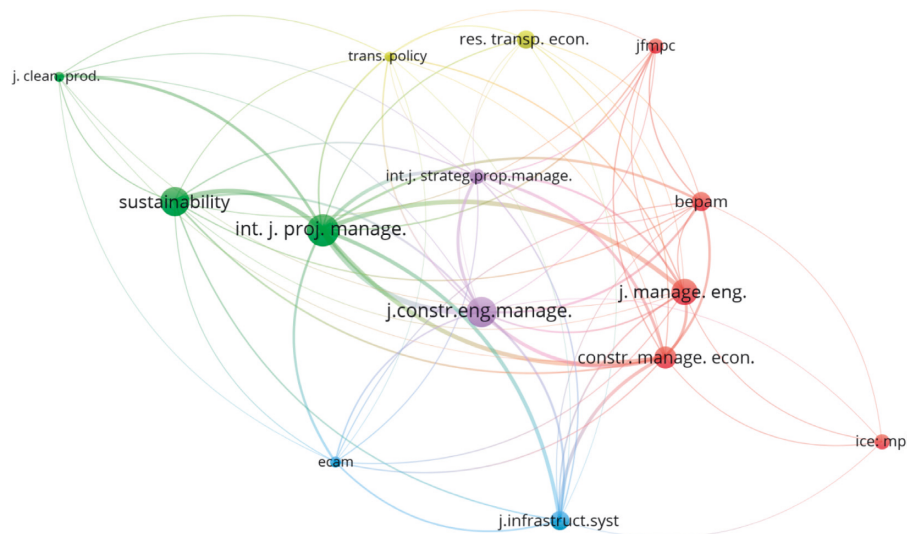 res. transp. econ.
jfmpc
trans. policy
j. clean. prod.
int.j. strateg.prop.manage.
sustainability
bepam
int. j. proj. manage.
j. manage. eng.
j.constr.eng.manage.
constr. manage. econ.
ice: mp
ecam
j.infrastruct.syst